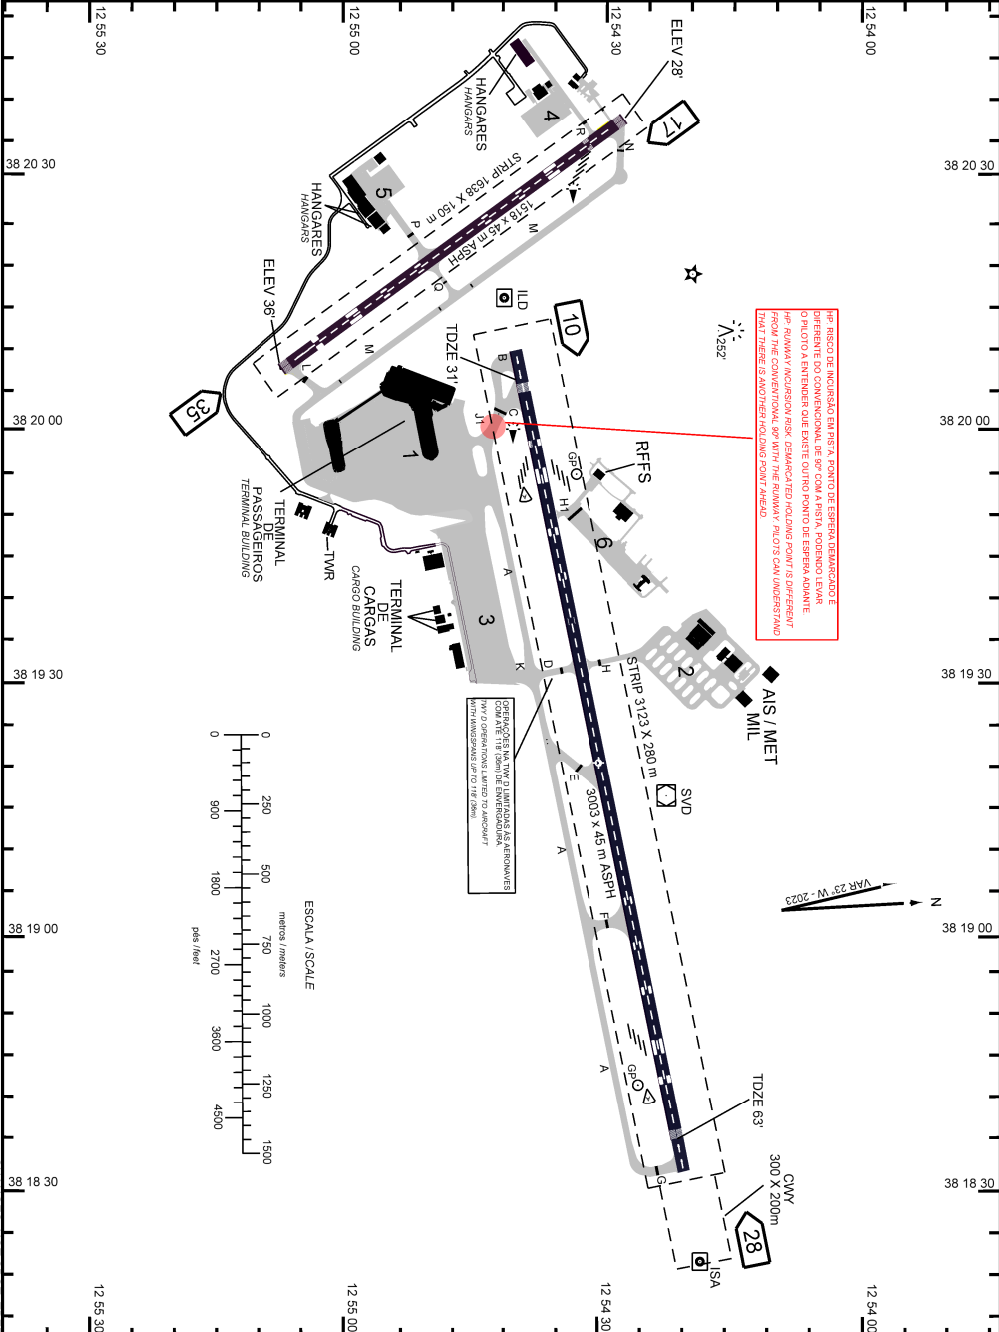 12 55 30
12 55 00
12 54 30
12 54 00
ELEV 28'
17
HANGARES
HANGARS
4
R
N
38 20 30
38 20 30
STRIP 1638 X 150 m
1518 x 45 m ASPH
5
HANGARES
HANGARS
P
M
Q
ELEV 36'
ILD
10
252'
TDZE 31'
M
L
B
35
C
J1
38 20 00
38 20 00
HP: RISCO DE INCURSÃO EM PISTA, PONTO DE ESPERA DEMARCADO É
DIFERENTE DO CONVENCIONAL DE 90º COM A PISTA, PODENDO LEVAR
O PILOTO A ENTENDER QUE EXISTE OUTRO PONTO DE ESPERA ADIANTE
HP: RUNWAY INCURSION RISK. DEMARCATED HOLDING POINT IS DIFFERENT
FROM THE CONVENTIONAL 90º WITH THE RUNWAY. PILOTS CAN UNDERSTAND
THAT THERE IS ANOTHER HOLDING POINT AHEAD
1
RFFS
GP
H1
6
TERMINAL
DE
PASSAGEIROS
TERMINAL BUILDING
TWR
A
TERMINAL
DE
CARGAS
CARGO BUILDING
3
K
D
H
2
38 19 30
38 19 30
AIS / MET
MIL
STRIP 3123 X 280 m
OPERAÇÕES NA TWY D LIMITADAS ÀS AERONAVES
COM ATÉ 118' (36m) DE ENVERGADURA.
TWY D OPERATIONS LIMITED TO AIRCRAFT
WITH WINGSPANS UP TO 118' (36m)
E
SVD
3003 X 45 m ASPH
A
F
VAR 23° W - 2023
N
38 19 00
38 19 00
ESCALA / SCALE
metros / meters
0
250
500
750
1000
1250
1500
pés / feet
0
900
1800
2700
3600
4500
A
GP
TDZE 63'
G
CWY
300 X 200m
38 18 30
38 18 30
28
ISA
12 55 30
12 55 00
12 54 30
12 54 00